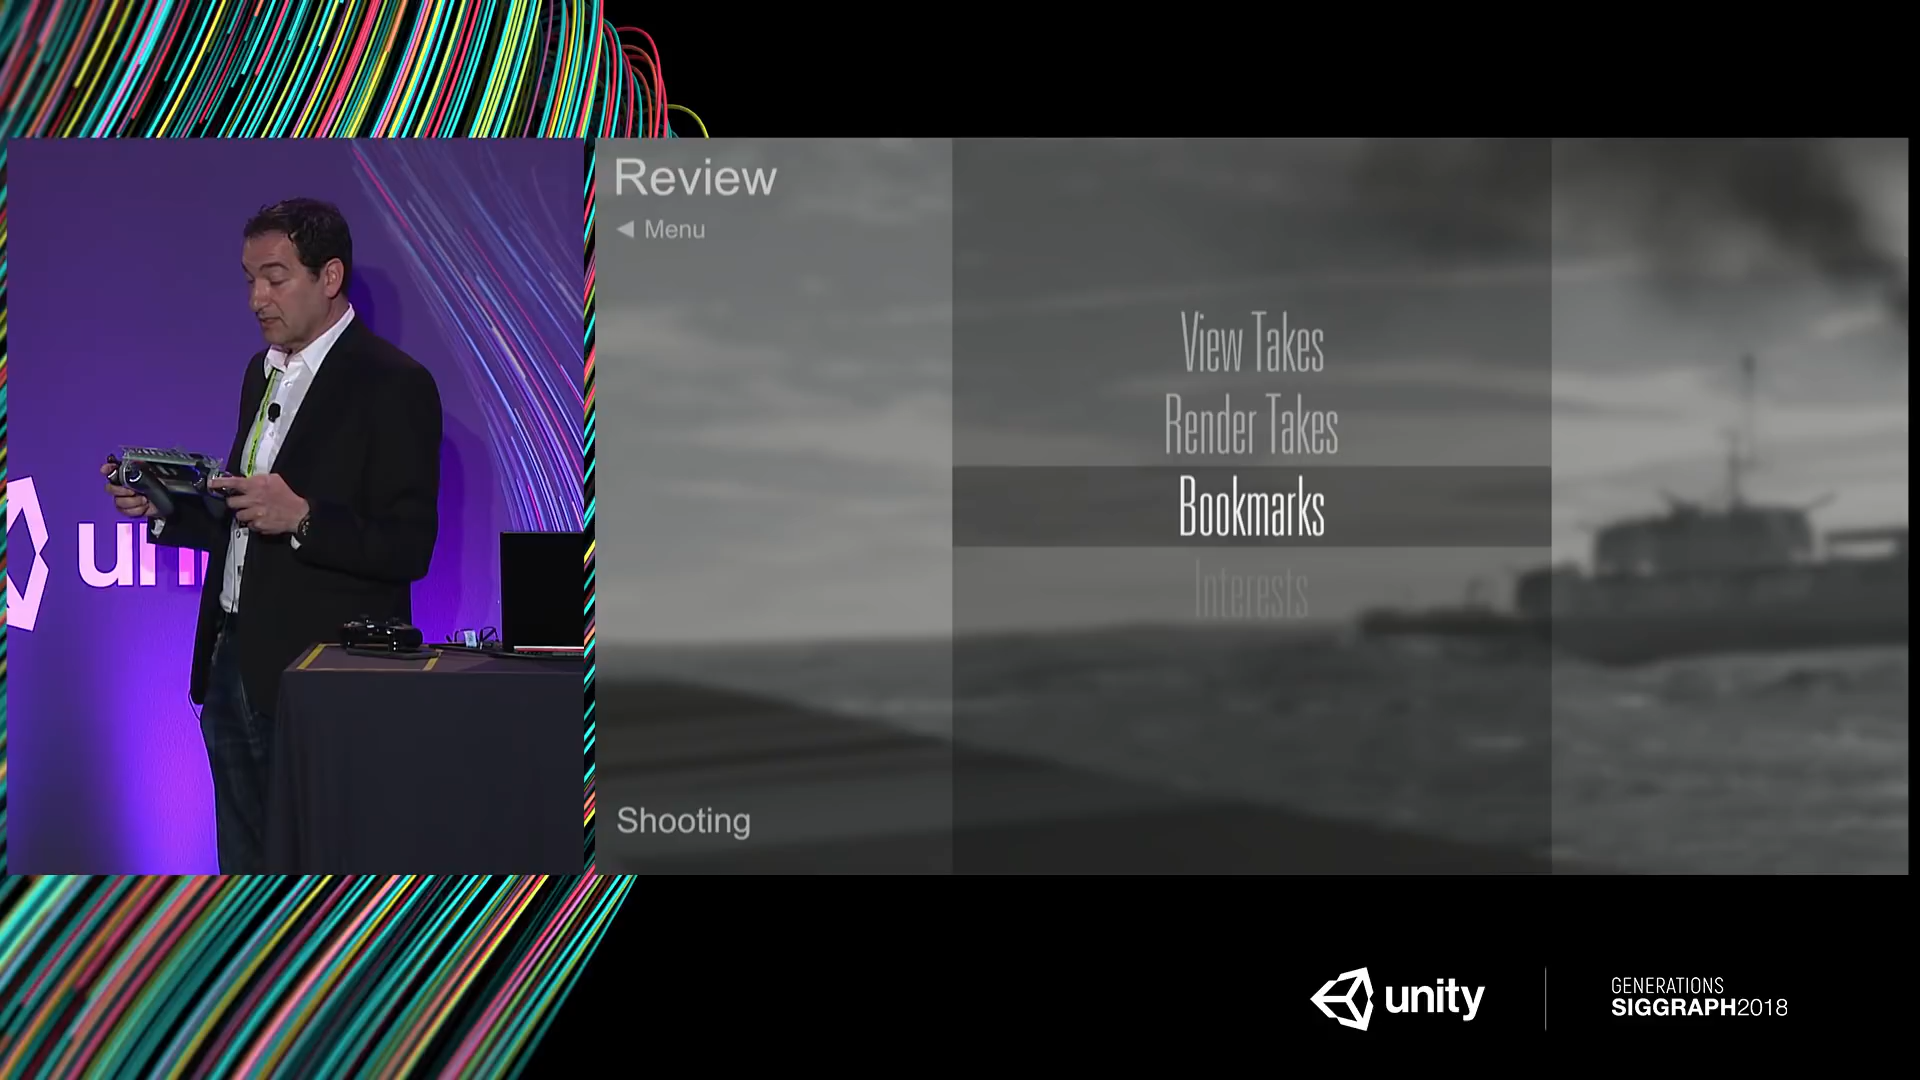 Review
◀ Menu
View Takes
Render Takes
Bookmarks
Interests
Shooting
unity
GENERATIONS
SIGGRAPH2018